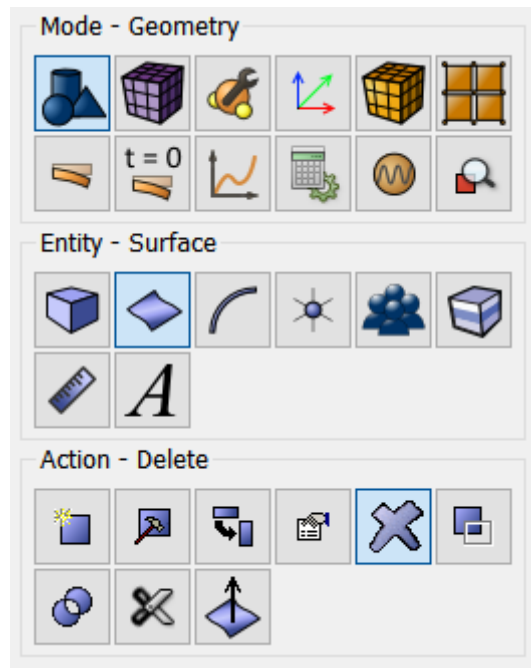 Mode - Geometry
t = 0
Entity - Surface
A
Action - Delete